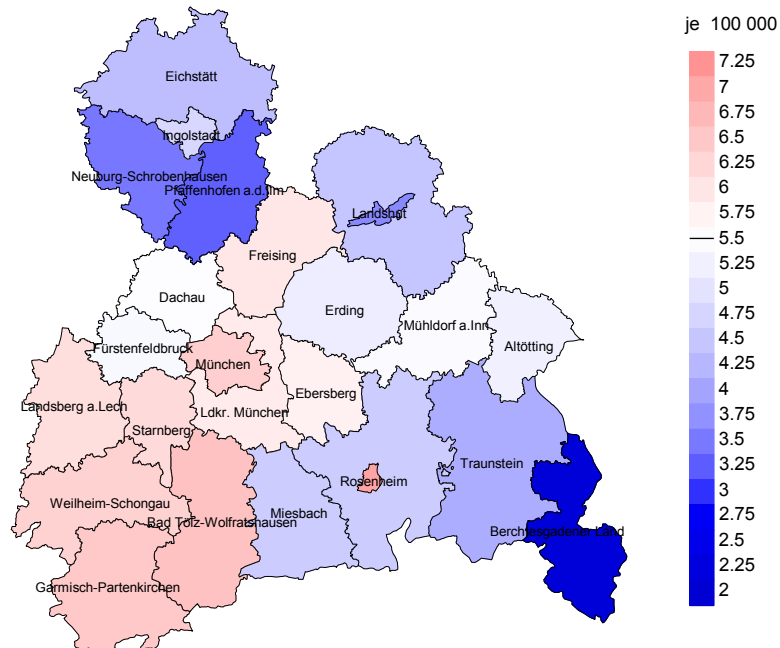 je 100 000
7.25
7
6.75
6.5
6.25
6
5.75
5.5
5.25
5
4.75
4.5
4.25
4
3.75
3.5
3.25
3
2.75
2.5
2.25
2
Eichstätt
Ingolstadt
Neuburg-Schrobenhausen
Pfaffenhofen a.d.Ilm
Landshut
Freising
Dachau
Erding
Mühldorf a.Inn
Altötting
Fürstenfeldbruck
München
Ebersberg
Landsberg a.Lech
Ldkr. München
Starnberg
Traunstein
Rosenheim
Weilheim-Schongau
Miesbach
Bad Tölz-Wolfratshausen
Berchtesgadener Land
Garmisch-Partenkirchen